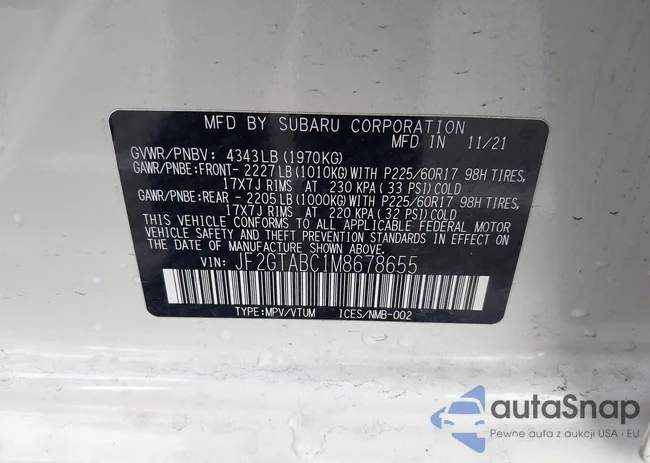 MFD BY SUBARU CORPORATION
MFD IN 11/21
GVWR/PNBV: 4343LB (1970KG)
GAWR/PNBE:FRONT- 2227LB (1010KG) WITH P225/60R17 98H TIRES,
17X7J RIMS AT 230 KPA (33 PSI) COLD
GAWR/PNBE:REAR - 2205LB (1000KG) WITH P225/60R17 98H TIRES,
17X7J RIMS AT 220 KPA (32 PSI) COLD
THIS VEHICLE CONFORMS TO ALL APPLICABLE FEDERAL MOTOR
VEHICLE SAFETY AND THEFT PREVENTION STANDARDS IN EFFECT ON
THE DATE OF MANUFACTURE SHOWN ABOVE.
VIN: JF2GTABC1M8678655
TYPE:MPV/VTUM ICES/NMB-002
autaSnap
Pewne auta z aukcji USA i EU